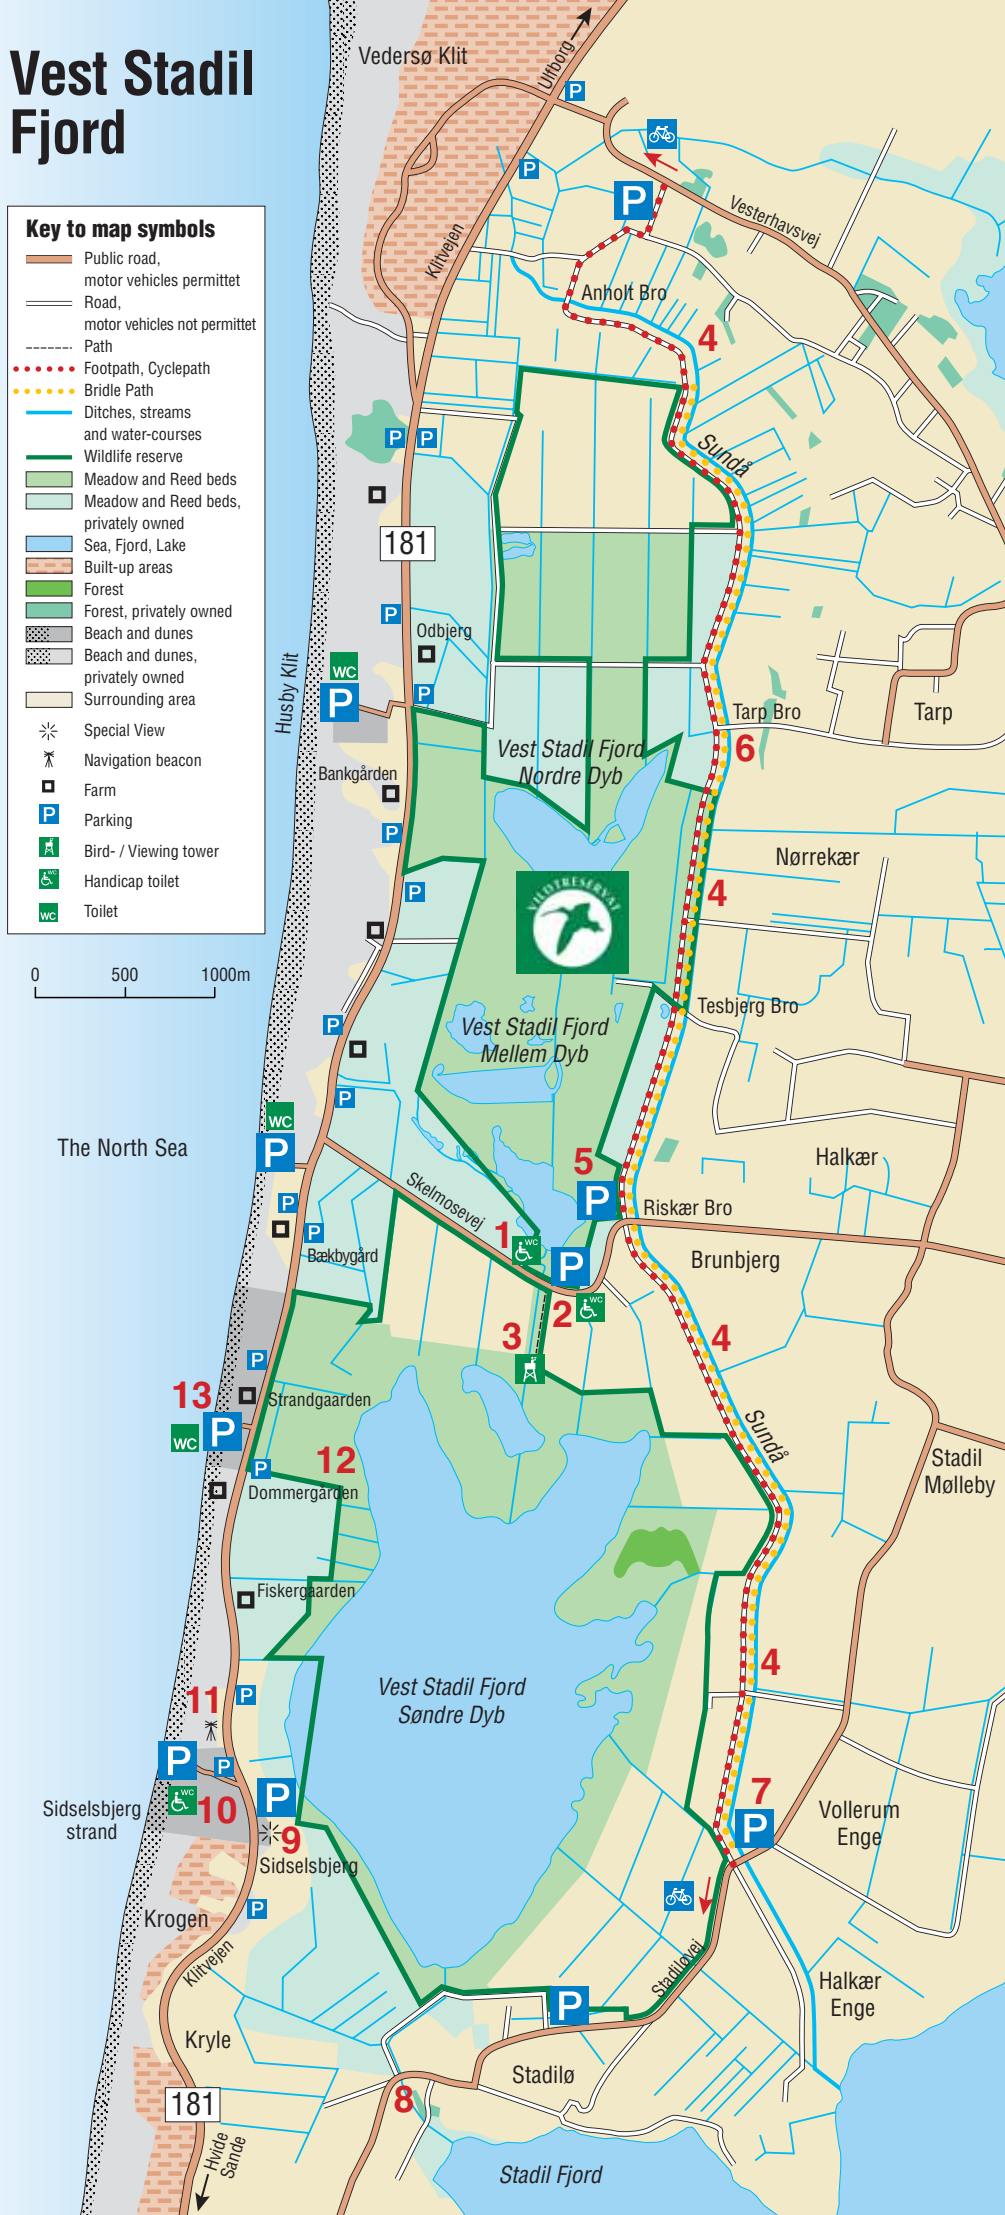 Vest Stadil
Fjord
Key to map symbols
Public road,
motor vehicles permittet
Road,
motor vehicles not permittet
Path
Footpath, Cyclepath
Bridle Path
Ditches, streams
and water-courses
Wildlife reserve
Meadow and Reed beds
Meadow and Reed beds,
privately owned
Sea, Fjord, Lake
Built-up areas
Forest
Forest, privately owned
Beach and dunes
Beach and dunes,
privately owned
Surrounding area
Special View
Navigation beacon
Farm
P Parking
Bird- / Viewing tower
WC Handicap toilet
WC Toilet
0 500 1000m
Vedersø Klit
Ulfborg
P
P
P
Vesterhavsvej
Klitvejen
Anholt Bro
4
P P
Sundå
181
P
Odbjerg
WC
P
P
Husby Klit
Tarp Bro
Tarp
6
Vest Stadil Fjord
Nordre Dyb
Bankgården
P
Nørrekær
P
4
VILDTRESERVAT
Tesbjerg Bro
P
Vest Stadil Fjord
Mellem Dyb
P
WC
P
The North Sea
Halkær
5
P
P
Skelmosevej
Riskær Bro
P
1
WC
Bækbygård
Brunbjerg
P
2
WC
3
4
P
13
Strandgaarden
P
WC
Sundå
12
P
Dommergården
Stadil
Mølleby
Fiskergaarden
4
Vest Stadil Fjord
Søndre Dyb
11
P
P
P
WC
10
P
7
P
Sidselsbjerg
strand
9
Sidselsbjerg
Vollerum
Enge
P
Krogen
Klitvejen
Stadiløvej
Halkær
Enge
P
Kryle
Stadilø
181
8
Hvide
Sande
Stadil Fjord